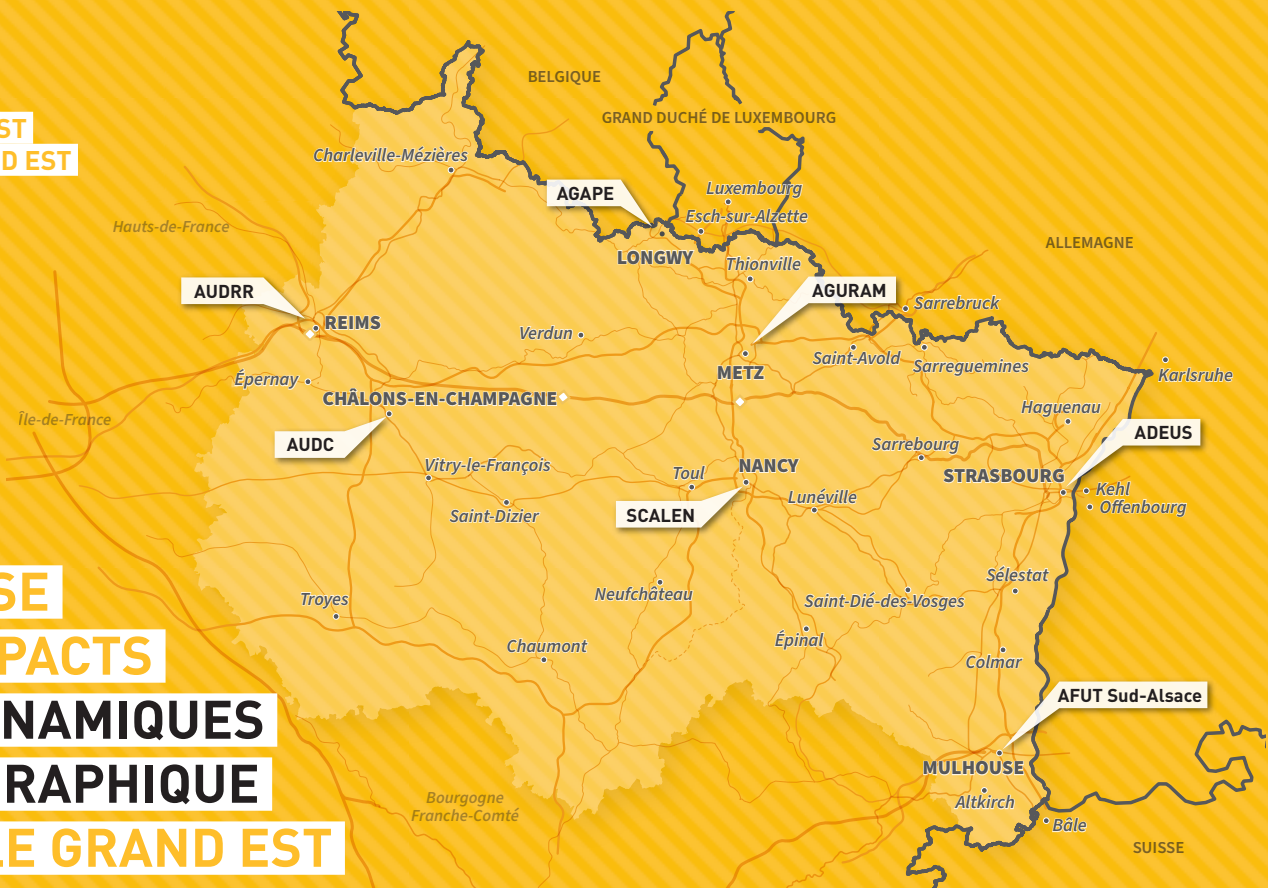 BELGIQUE
GRAND DUCHÉ DE LUXEMBOURG
ST
D EST
Charleville-Mézières
AGAPE
Luxembourg
Esch-sur-Alzette
Hauts-de-France
ALLEMAGNE
LONGWY
Thionville
AUDRR
AGURAM
Sarrebruck
REIMS
Verdun
Saint-Avold
Sarreguemines
METZ
Karlsruhe
Épernay
CHÂLONS-EN-CHAMPAGNE
Haguenau
Île-de-France
AUDC
ADEUS
Sarrebourg
Vitry-le-François
Toul
NANCY
STRASBOURG
Kehl
Lunéville
Offenbourg
Saint-Dizier
SCALEN
SE
Sélestat
Troyes
Neufchâteau
Saint-Dié-des-Vosges
PACTS
Chaumont
Épinal
Colmar
NAMIQUES
AFUT Sud-Alsace
RAPHIQUE
MULHOUSE
Bourgogne
Franche-Comté
Altkirch
Bâle
LE GRAND EST
SUISSE